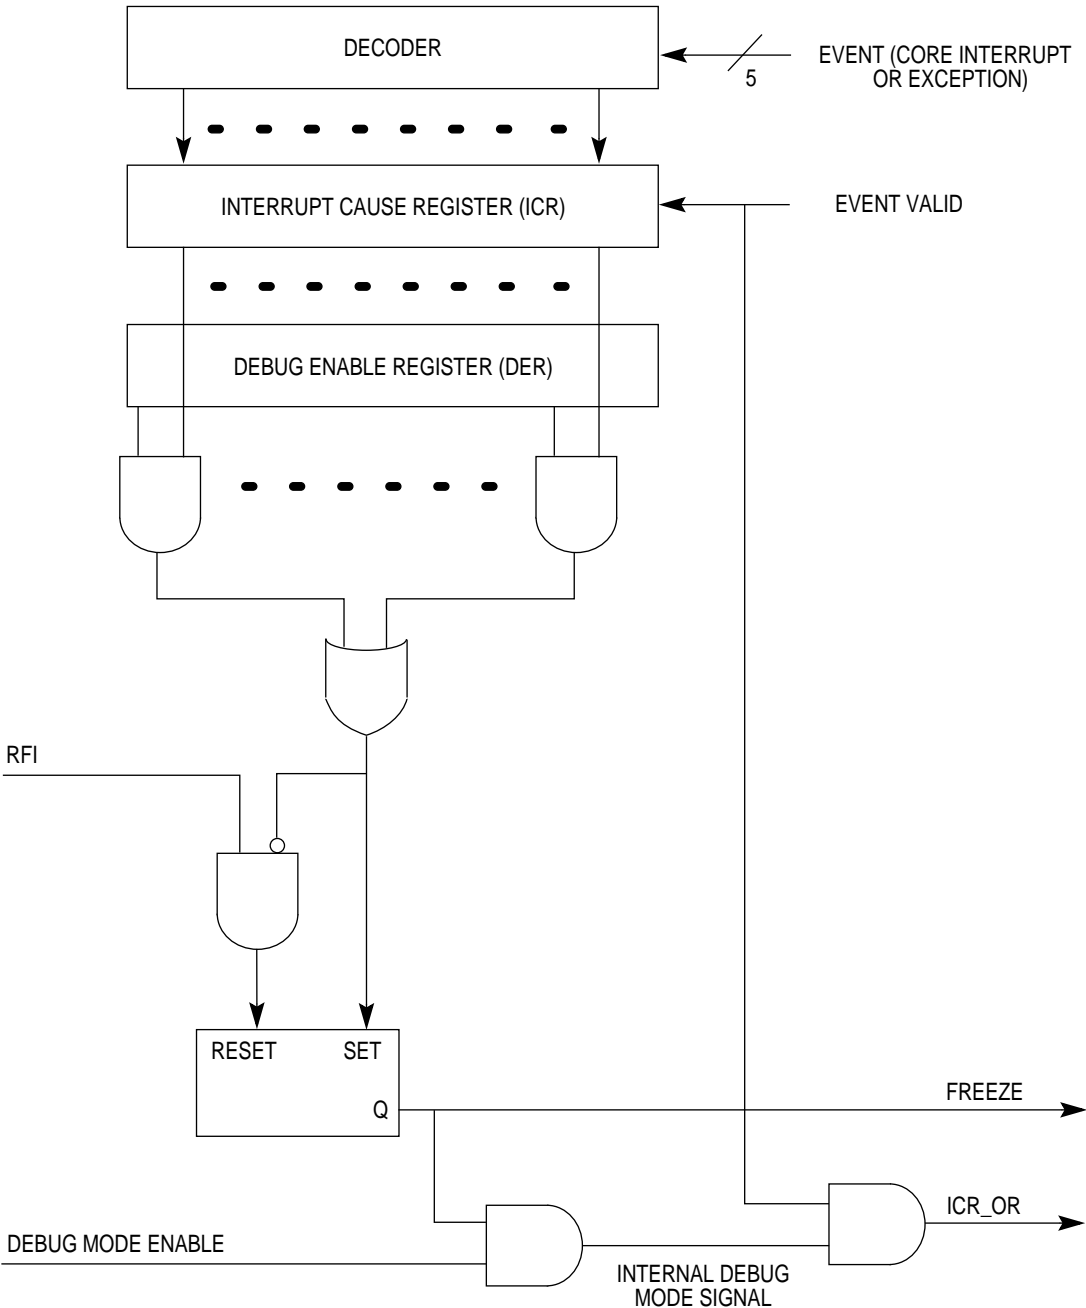 DECODER
EVENT (CORE INTERRUPT
OR EXCEPTION)
5
INTERRUPT CAUSE REGISTER (ICR)
EVENT VALID
DEBUG ENABLE REGISTER (DER)
RFI
RESET
SET
Q
FREEZE
ICR_OR
DEBUG MODE ENABLE
INTERNAL DEBUG
MODE SIGNAL